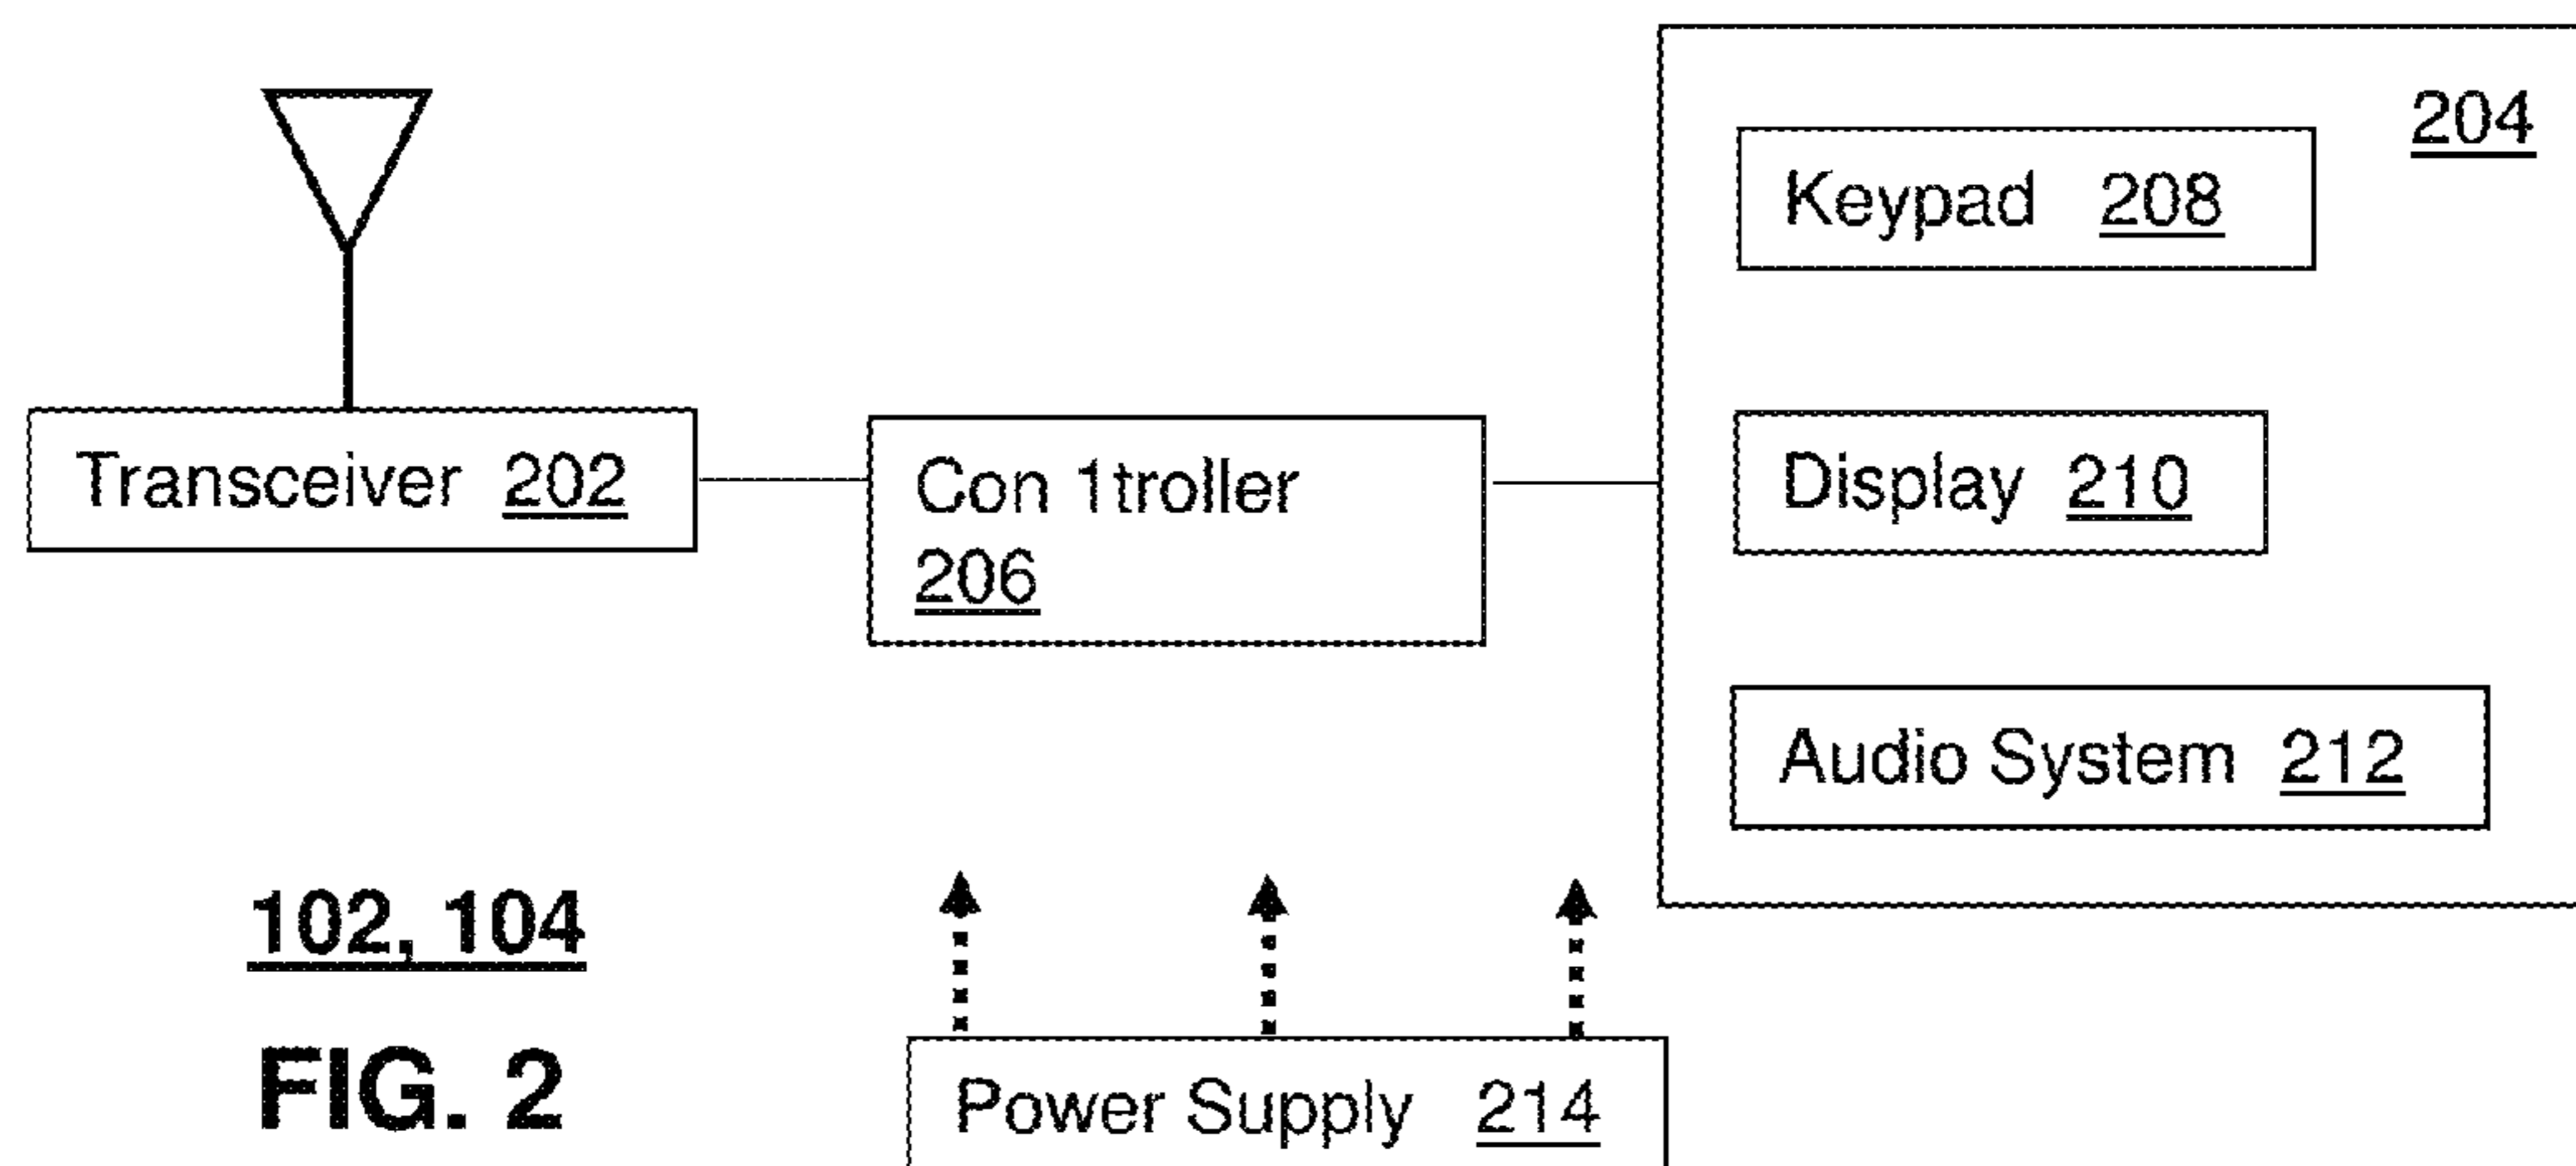 204
Keypad 208
Transceiver 202
Con 1troller
206
Display 210
Audio System 212
102, 104
FIG. 2
Power Supply 214